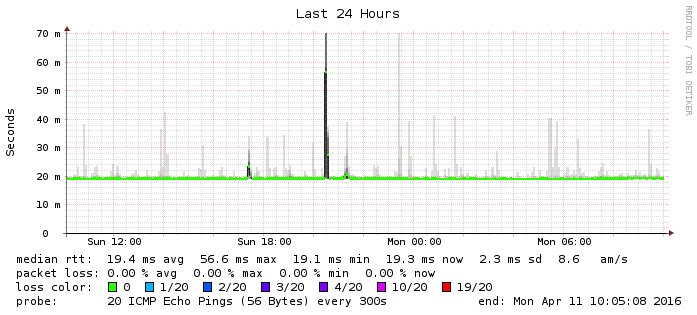 Last 24 Hours
RRDTOOL / TOBI OETIKER
70 m
60 m
50 m
40 m
30 m
20 m
10 m
0
Seconds
Sun 12:00 Sun 18:00 Mon 00:00 Mon 06:00
median rtt: 19.4 ms avg 56.6 ms max 19.1 ms min 19.3 ms now 2.3 ms sd 8.6 am/s
packet loss: 0.00 % avg 0.00 % max 0.00 % min 0.00 % now
loss color: 0 1/20 2/20 3/20 4/20 10/20 19/20
probe: 20 ICMP Echo Pings (56 Bytes) every 300s end: Mon Apr 11 10:05:08 2016